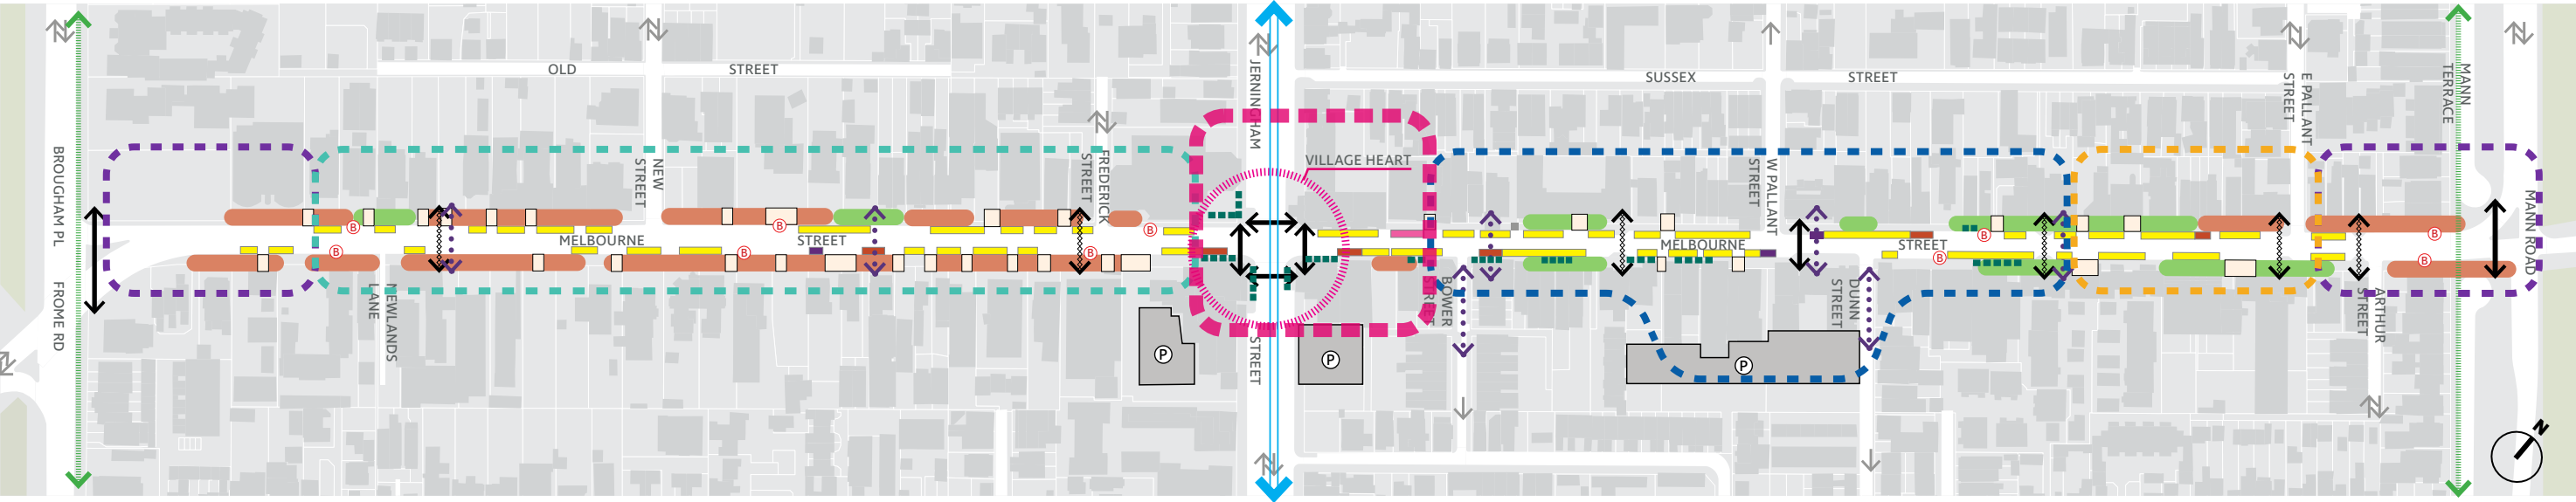 OLD STREET
SUSSEX STREET
BROUGHAM PL
FROME RD
NEWLANDS
LANE
NEW
STREET
FREDERICK
STREET
MELBOURNE STREET
JERNINGHAM
STREET
VILLAGE HEART
BOWER
STREET
W PALLANT
STREET
MELBOURNE STREET
DUNN
STREET
E PALLANT
STREET
ARTHUR
STREET
MANN
TERRACE
MANN ROAD
B
B
B
B
B
B
B
B
B
B
P
P
P
N